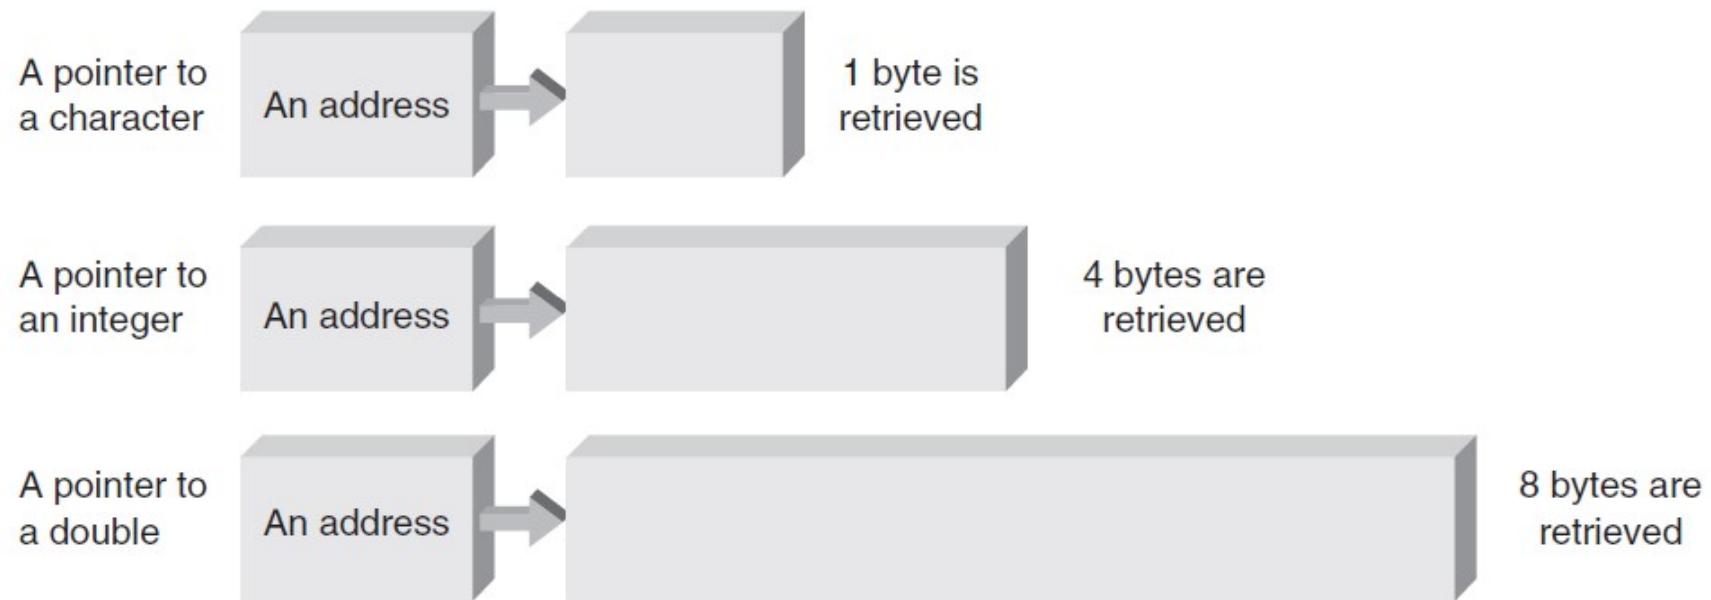 A pointer to
a character
An address
1 byte is
retrieved
A pointer to
an integer
An address
4 bytes are
retrieved
A pointer to
a double
An address
8 bytes are
retrieved